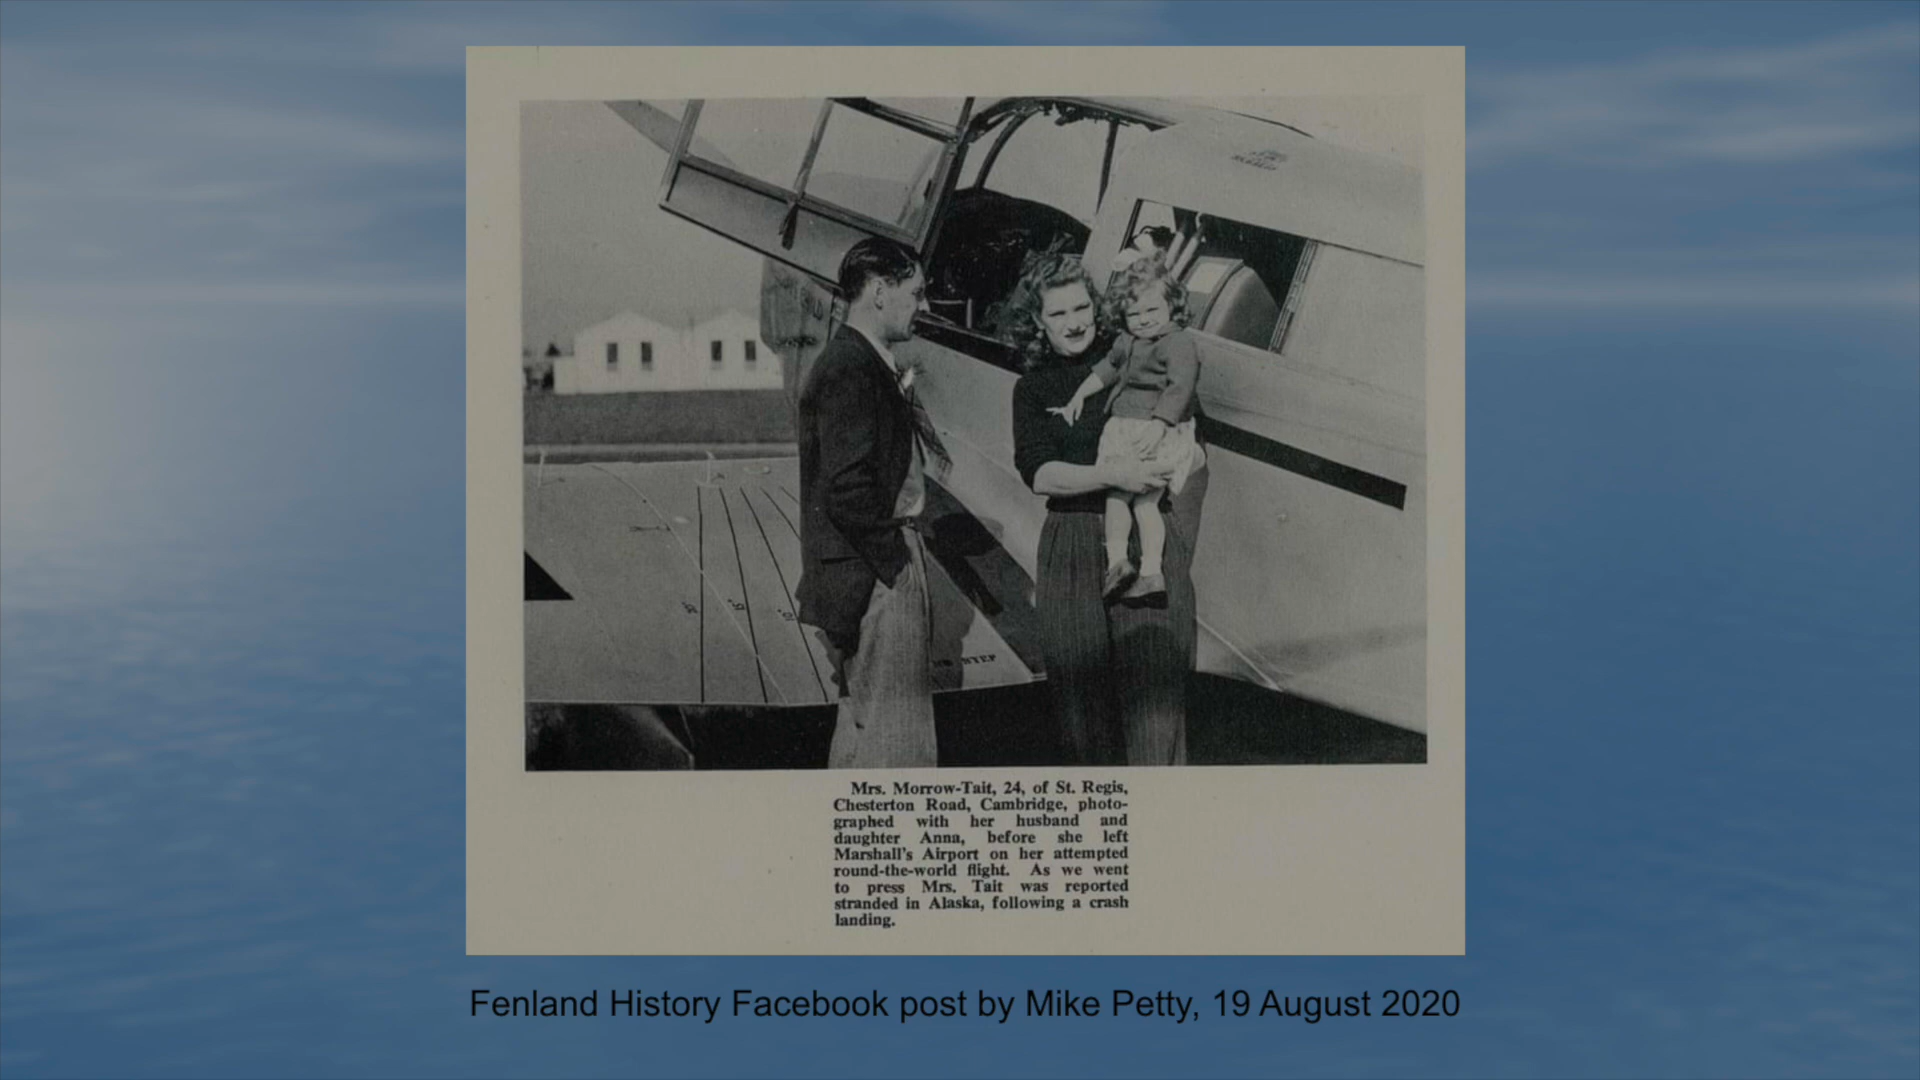 NO STEP
Mrs. Morrow-Tait, 24, of St. Regis,
Chesterton Road, Cambridge, photo-
graphed with her husband and
daughter Anna, before she left
Marshall's Airport on her attempted
round-the-world flight. As we went
to press Mrs. Tait was reported
stranded in Alaska, following a crash
landing.
Fenland History Facebook post by Mike Petty, 19 August 2020